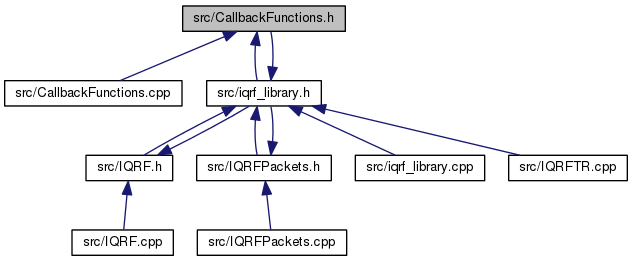 src/CallbackFunctions.h
src/CallbackFunctions.cpp
src/iqrf_library.h
src/IQRF.h
src/IQRFPackets.h
src/iqrf_library.cpp
src/IQRFTR.cpp
src/IQRF.cpp
src/IQRFPackets.cpp